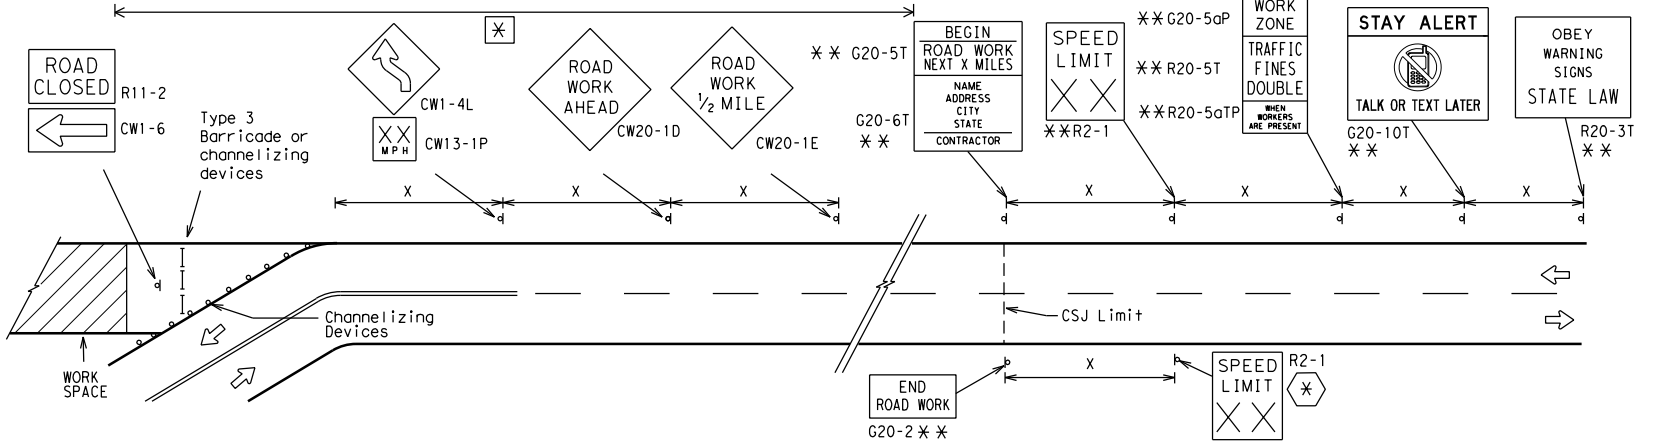 ROAD
CLOSED
R11-2
CW1-6
Type 3
Barricade or
channelizing
devices
XX
MPH
CW1-4L
CW13-1P
*
ROAD
WORK
AHEAD
CW20-1D
ROAD
WORK
1/2 MILE
CW20-1E
** G20-5T
G20-6T
**
BEGIN
ROAD WORK
NEXT X MILES
NAME
ADDRESS
CITY
STATE
CONTRACTOR
SPEED
LIMIT
XX
**R2-1
**G20-5aP
**R20-5T
**R20-5aTP
WORK
ZONE
TRAFFIC
FINES
DOUBLE
WHEN
WORKERS
ARE PRESENT
STAY ALERT
TALK OR TEXT LATER
G20-10T
**
OBEY
WARNING
SIGNS
STATE LAW
R20-3T
**
X
X
X
X
X
X
X
Channelizing
Devices
CSJ Limit
WORK
SPACE
X
END
ROAD WORK
G20-2 **
SPEED
LIMIT
XX
R2-1
*